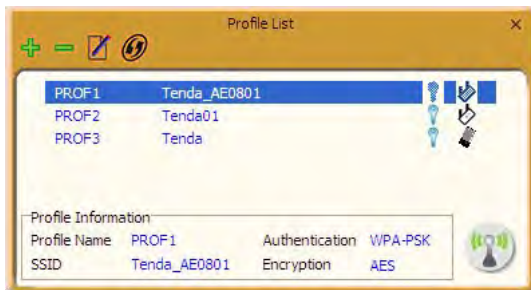 Profile List
PROF1 Tenda_AE0801
PROF2 Tenda01
PROF3 Tenda
Profile Information
Profile Name PROF1 Authentication WPA-PSK
SSID Tenda_AE0801 Encryption AES